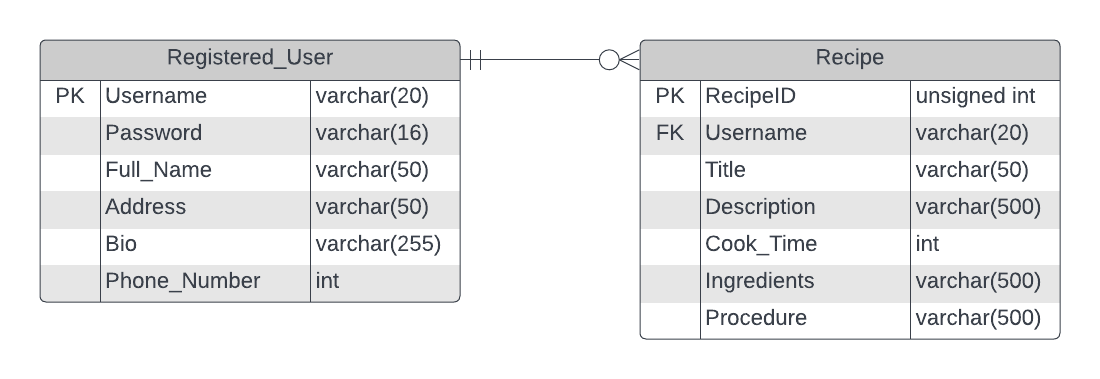 Registered_User
PK Username varchar(20)
Password varchar(16)
Full_Name varchar(50)
Address varchar(50)
Bio varchar(255)
Phone_Number int
Recipe
PK RecipeID unsigned int
FK Username varchar(20)
Title varchar(50)
Description varchar(500)
Cook_Time int
Ingredients varchar(500)
Procedure varchar(500)